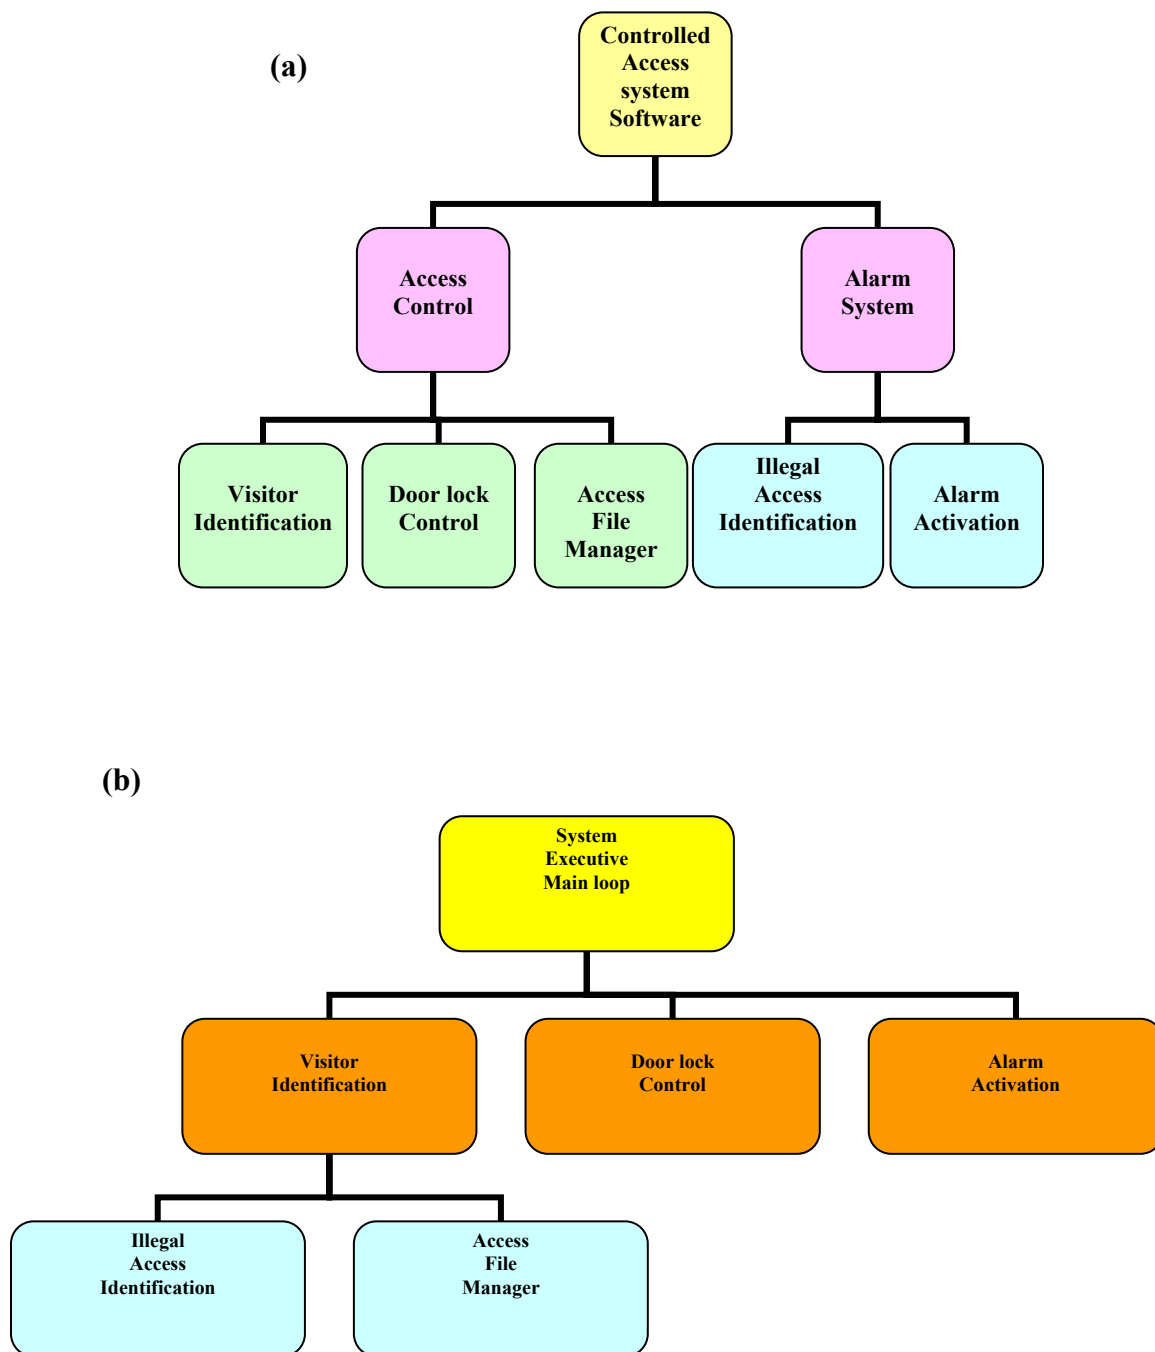 (a)
Controlled
Access
system
Software
Access
Control
Alarm
System
Visitor
Identification
Door lock
Control
Access
File
Manager
Illegal
Access
Identification
Alarm
Activation
(b)
System
Executive
Main loop
Visitor
Identification
Door lock
Control
Alarm
Activation
Illegal
Access
Identification
Access
File
Manager